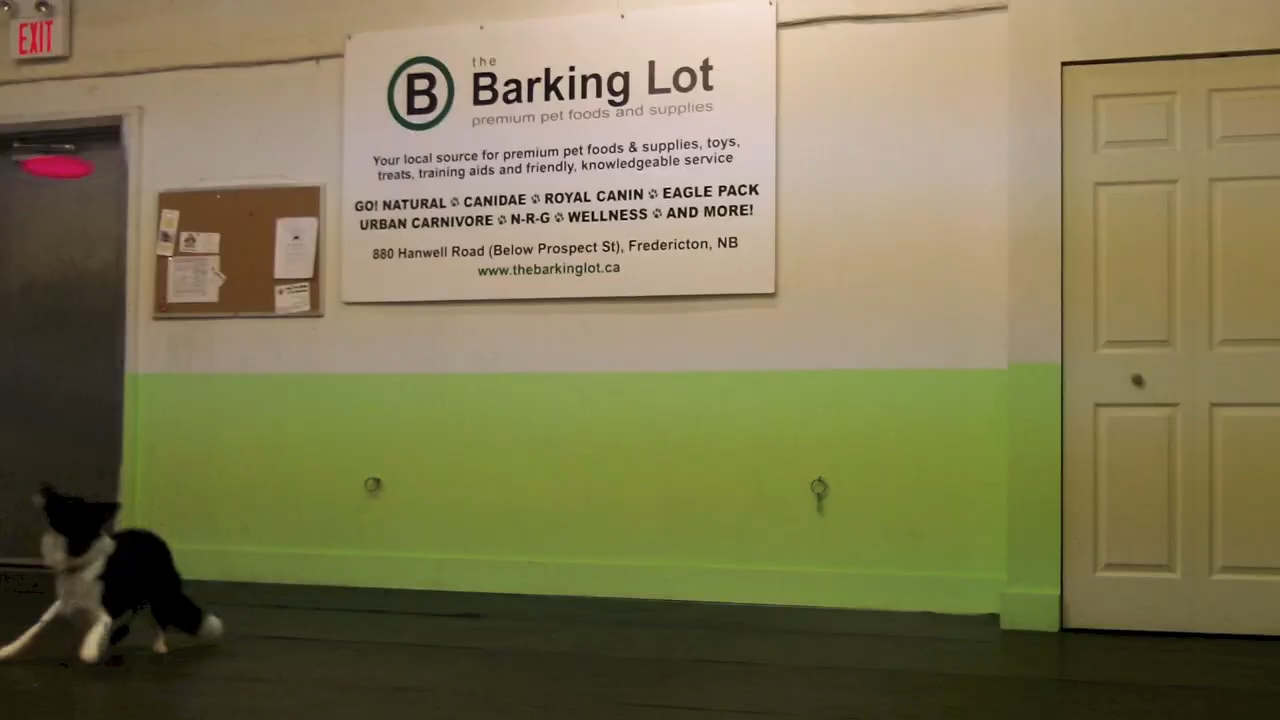 EXIT
B
the
Barking Lot
premium pet foods and supplies
Your local source for premium pet foods & supplies, toys,
treats, training aids and friendly, knowledgeable service
GO! NATURAL CANIDAE ROYAL CANIN EAGLE PACK
URBAN CARNIVORE N-R-G WELLNESS AND MORE!
880 Hanwell Road (Below Prospect St), Fredericton, NB
www.thebarkinglot.ca